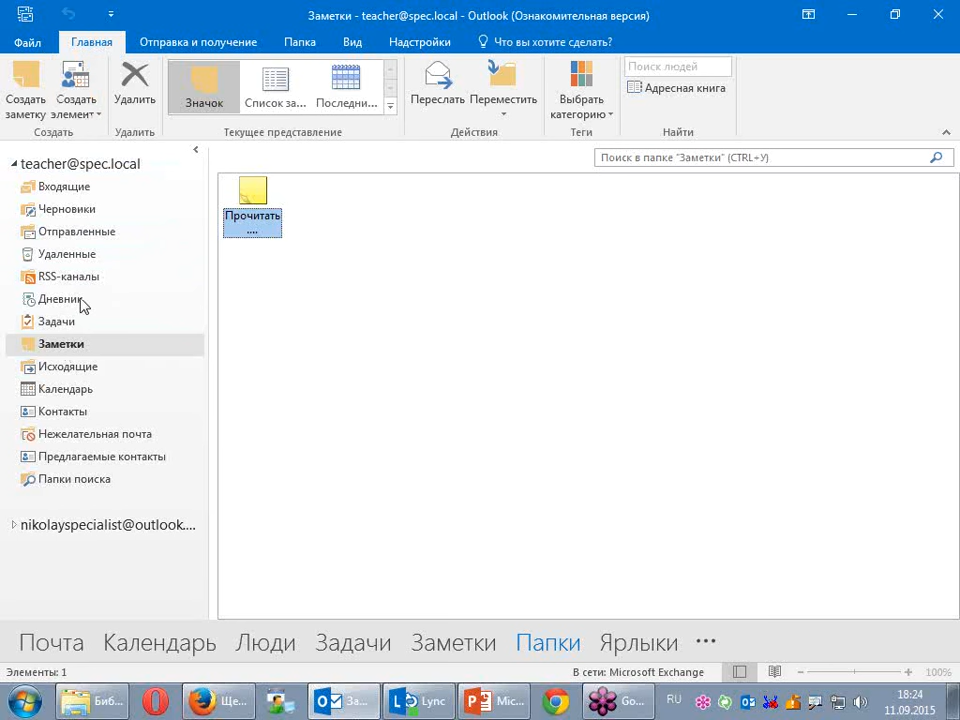 Заметки - teacher@spec.local - Outlook (Ознакомительная версия)
Файл
Главная
Отправка и получение
Папка
Вид
Надстройки
Что вы хотите сделать?
Создать заметку
Создать элемент
Удалить
Значок
Список за...
Последни...
Переслать
Переместить
Выбрать категорию
Поиск людей
Адресная книга
Создать
Удалить
Текущее представление
Действия
Теги
Найти
teacher@spec.local
Поиск в папке "Заметки" (CTRL+У)
Входящие
Черновики
Отправленные
Удаленные
RSS-каналы
Дневник
Задачи
Заметки
Исходящие
Календарь
Контакты
Нежелательная почта
Предлагаемые контакты
Папки поиска
nikolayspecialist@outlook....
Прочитать
....
Почта Календарь Люди Задачи Заметки Папки Ярлыки •••
Элементы: 1
В сети: Microsoft Exchange
100%
Биб...
Ще...
За...
Lync
Mic...
Go...
RU
18:24
11.09.2015